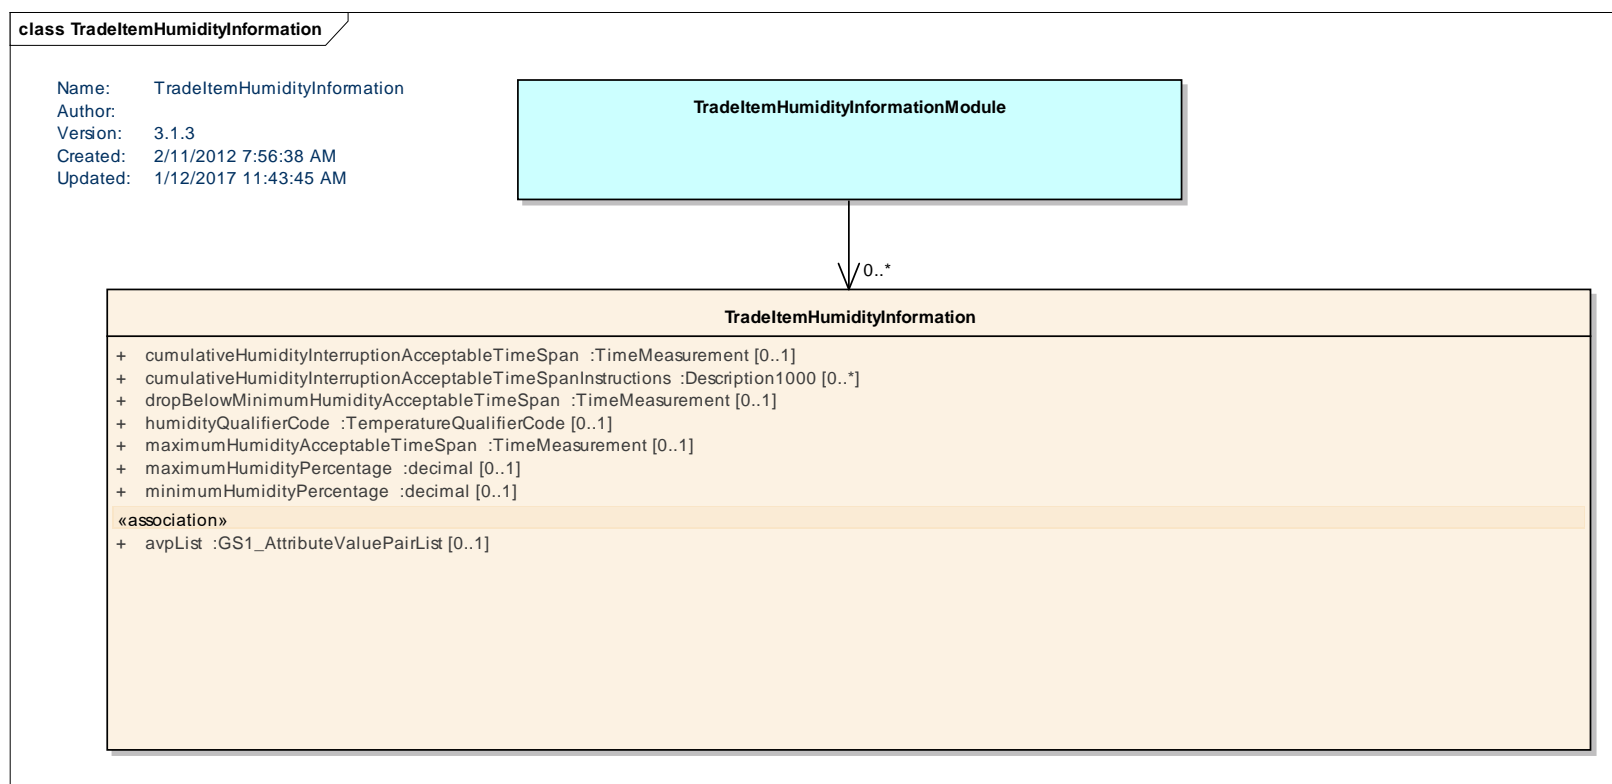 class TradeItemHumidityInformation
Name: TradeItemHumidityInformation
Author:
Version: 3.1.3
Created: 2/11/2012 7:56:38 AM
Updated: 1/12/2017 11:43:45 AM
TradeItemHumidityInformationModule
0..*
TradeItemHumidityInformation
+ cumulativeHumidityInterruptionAcceptableTimeSpan :TimeMeasurement [0..1]
+ cumulativeHumidityInterruptionAcceptableTimeSpanInstructions :Description1000 [0..*]
+ dropBelowMinimumHumidityAcceptableTimeSpan :TimeMeasurement [0..1]
+ humidityQualifierCode :TemperatureQualifierCode [0..1]
+ maximumHumidityAcceptableTimeSpan :TimeMeasurement [0..1]
+ maximumHumidityPercentage :decimal [0..1]
+ minimumHumidityPercentage :decimal [0..1]
«association»
+ avpList :GS1_AttributeValuePairList [0..1]